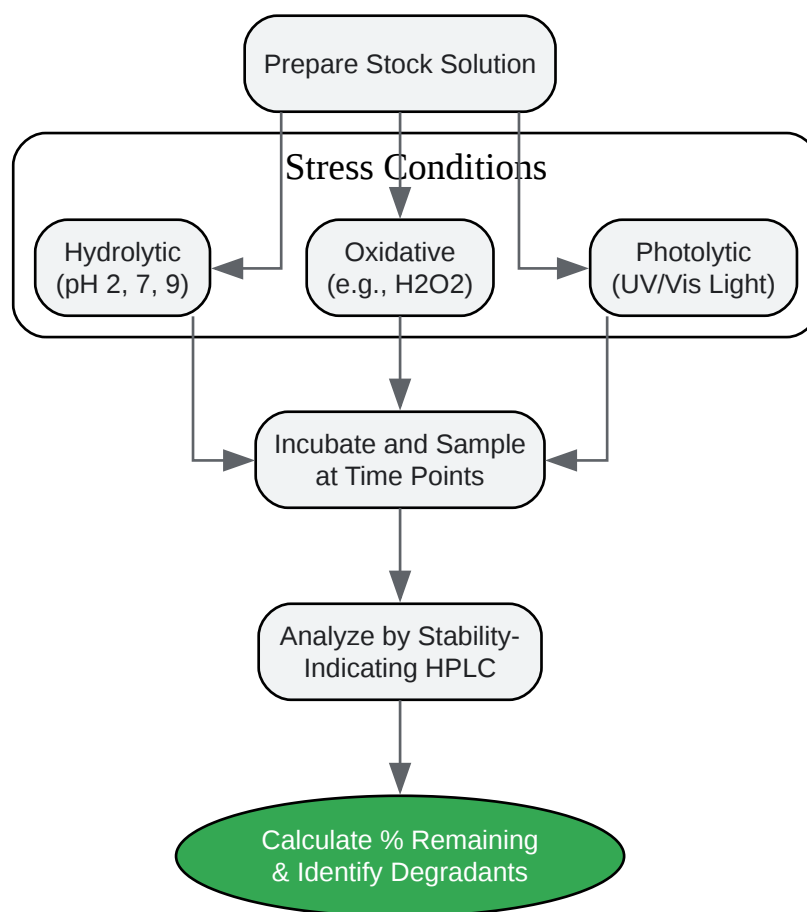 Prepare Stock Solution
Stress Conditions
Hydrolytic
(pH 2, 7, 9)
Oxidative
(e.g., H2O2)
Photolytic
(UV/Vis Light)
Incubate and Sample
at Time Points
Analyze by Stability-
Indicating HPLC
Calculate % Remaining
& Identify Degradants